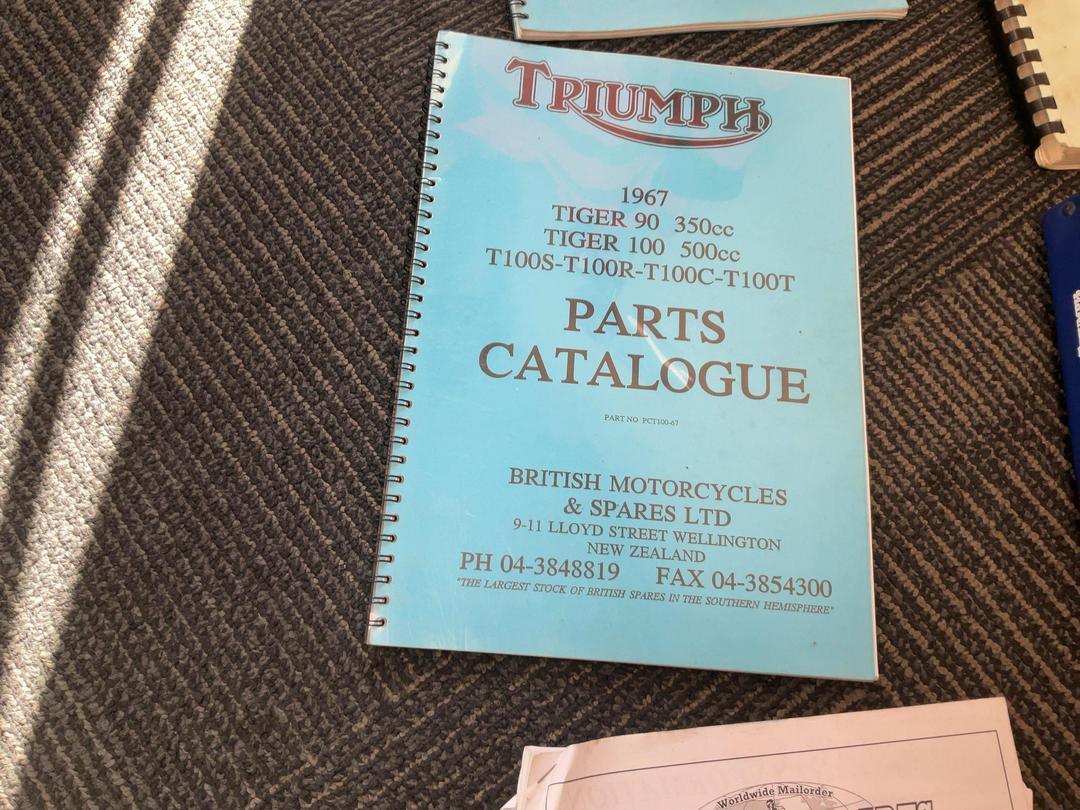 TRIUMPH
1967
TIGER 90 350cc
TIGER 100 500cc
T100S-T100R-T100C-T100T
PARTS
CATALOGUE
PART NO PCT100-67
BRITISH MOTORCYCLES
& SPARES LTD
9-11 LLOYD STREET WELLINGTON
NEW ZEALAND
PH 04-3848819 FAX 04-3854300
"THE LARGEST STOCK OF BRITISH SPARES IN THE SOUTHERN HEMISPHERE"
Worldwide Mailorder